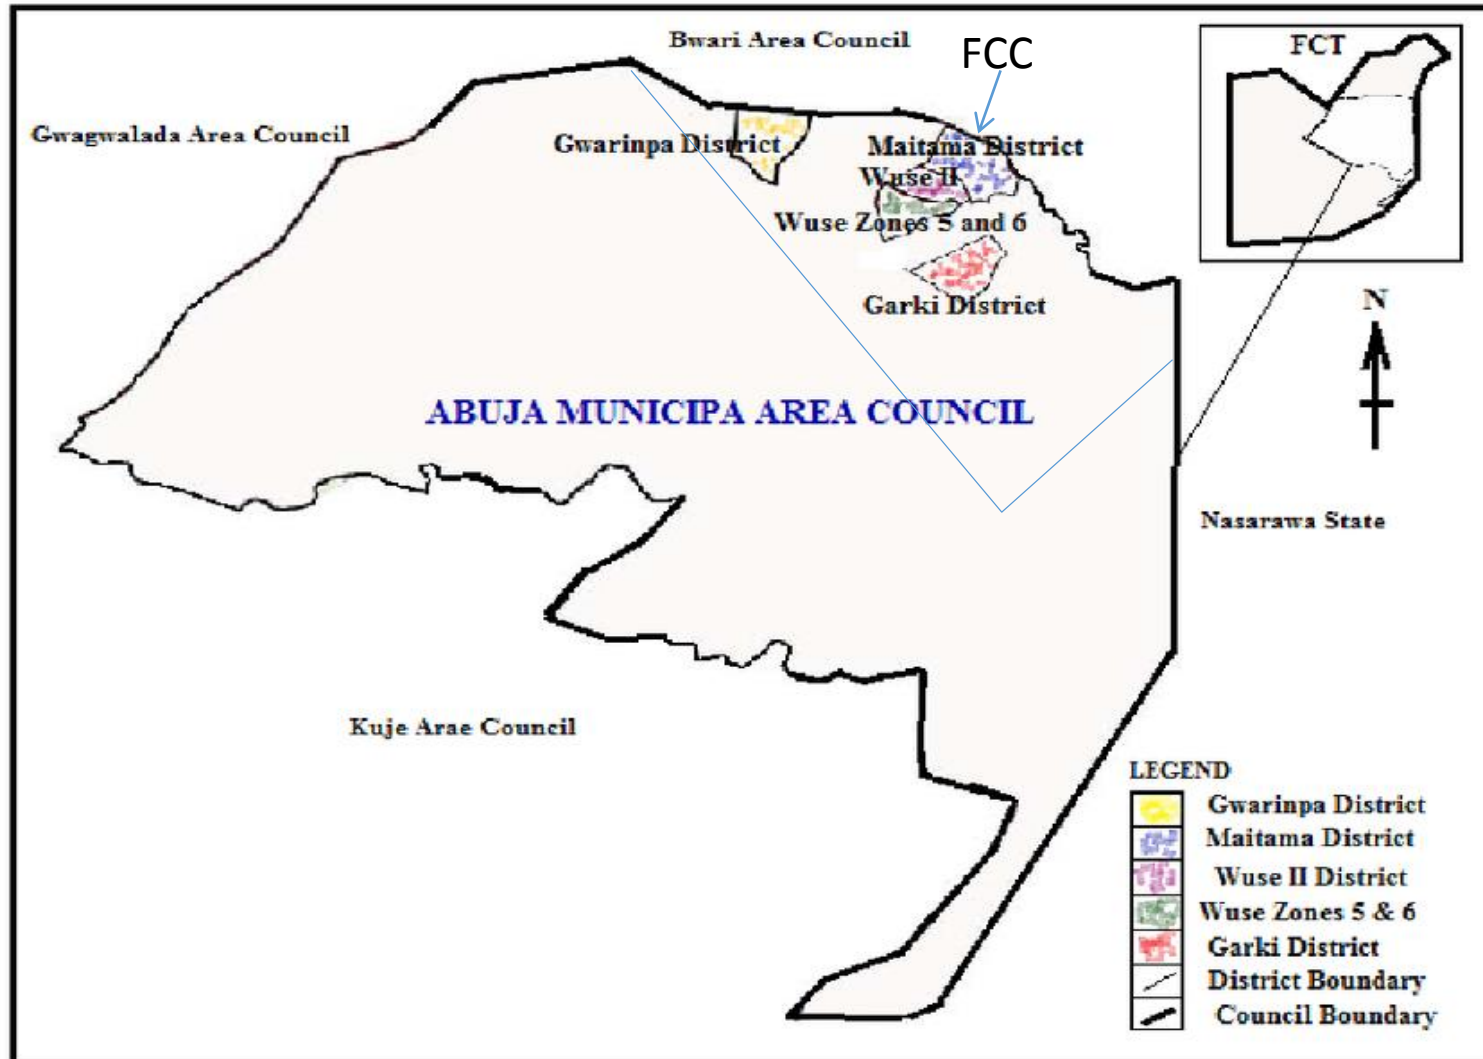 Bwari Area Council
FCC
FCT
Gwagwalada Area Council
Gwarinpa District
Maitama District
Wuse II
Wuse Zones 5 and 6
Garki District
N
ABUJA MUNICIPA AREA COUNCIL
Nasarawa State
Kuje Arae Council
LEGEND
Gwarinpa District
Maitama District
Wuse II District
Wuse Zones 5 & 6
Garki District
District Boundary
Council Boundary